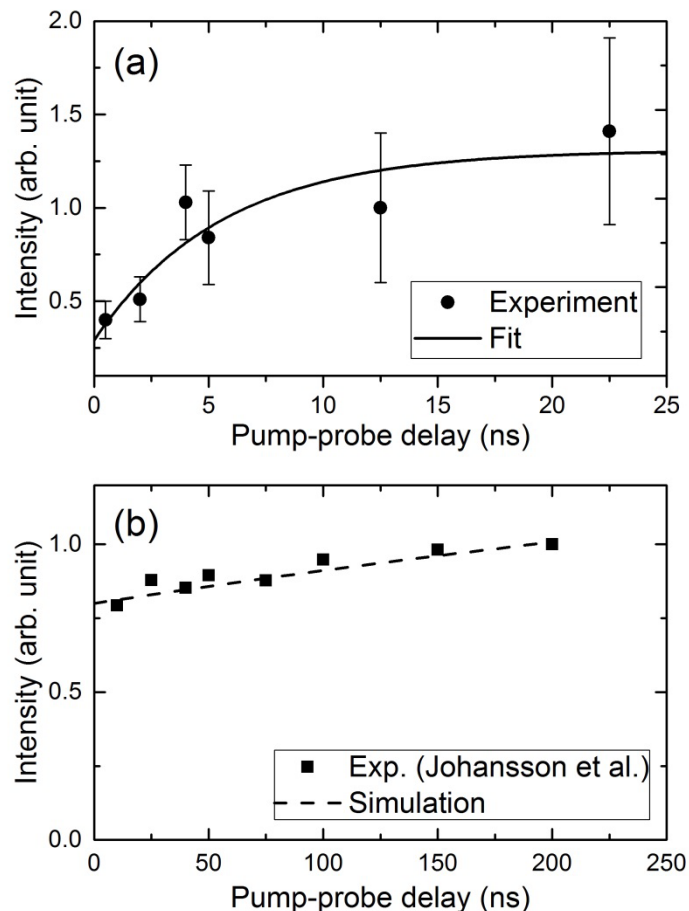 2.0
(a)
1.5
1.0
0.5
Intensity (arb. unit)
Experiment
Fit
0 5 10 15 20 25
Pump-probe delay (ns)
(b)
1.0
0.5
0.0
Intensity (arb. unit)
Exp. (Johansson et al.)
Simulation
0 50 100 150 200 250
Pump-probe delay (ns)